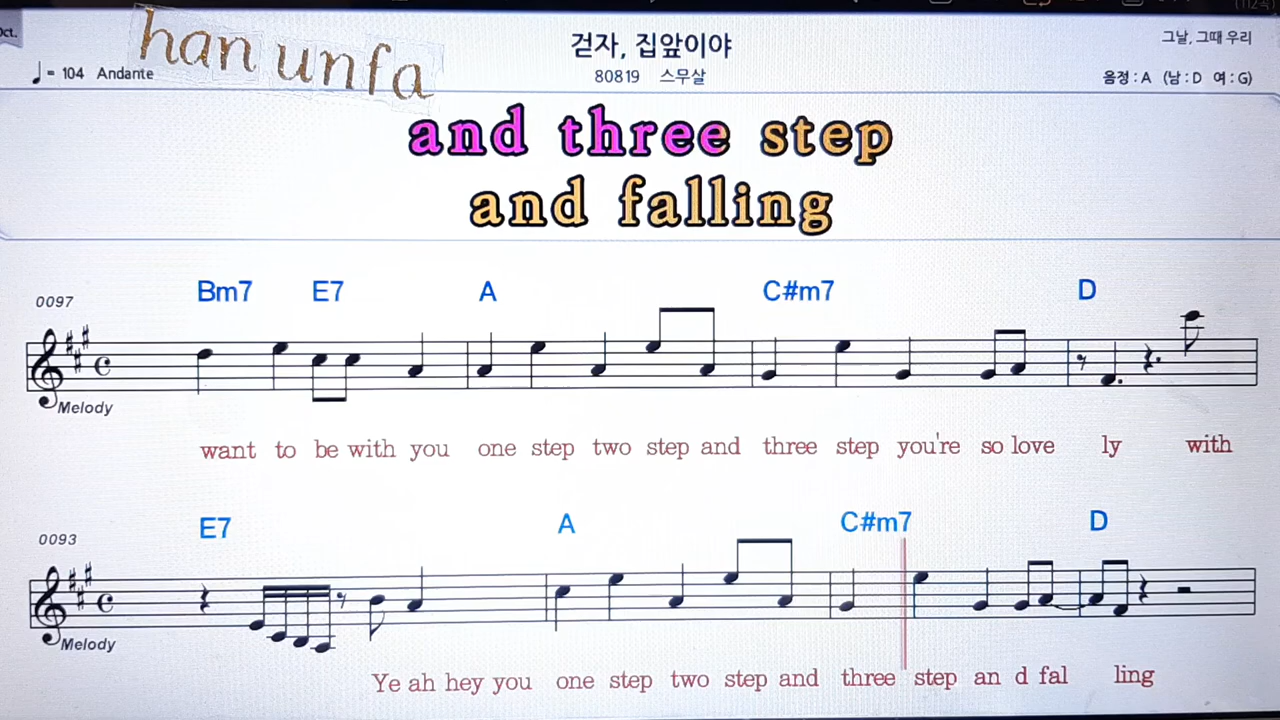 Oct.
han unfa
♩= 104 Andante
걷자, 집앞이야
80819 스무살
그날, 그때 우리
음정 : A (남 : D 여 : G)
and three step
and falling
0097
Bm7 E7 A C#m7 D
Melody
want to be with you one step two step and three step you're so love ly with
0093
E7 A C#m7 D
Melody
Ye ah hey you one step two step and three step an d fal ling